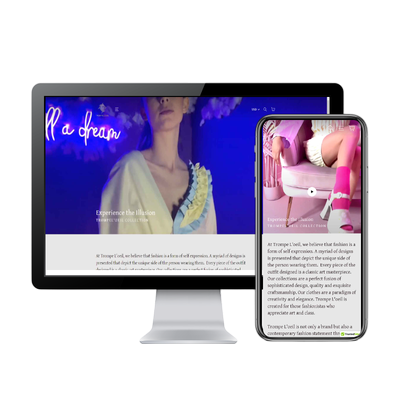 ll a dream
Experience the Illusion
At Trompe L'oeil, we believe that fashion is a form of self expression. A myriad of designs
is presented that depict the unique side of the person wearing them. Every piece of the outfit
Experience the Illusion
At Trompe L'oeil, we believe that fashion is a
form of self expression. A myriad of designs
is presented that depict the unique side of
the person wearing them. Every piece of the
outfit designed is a classic art masterpiece.
Our collections are a perfect fusion of
sophisticated design, quality and exquisite
craftsmanship. Our clothes are a paradigm of
creativity and elegance. Trompe L'oeil is
created for those fashionistas who
appreciate art and class.
Trompe L'oeil is not only a brand but also a
contemporary fashion statement